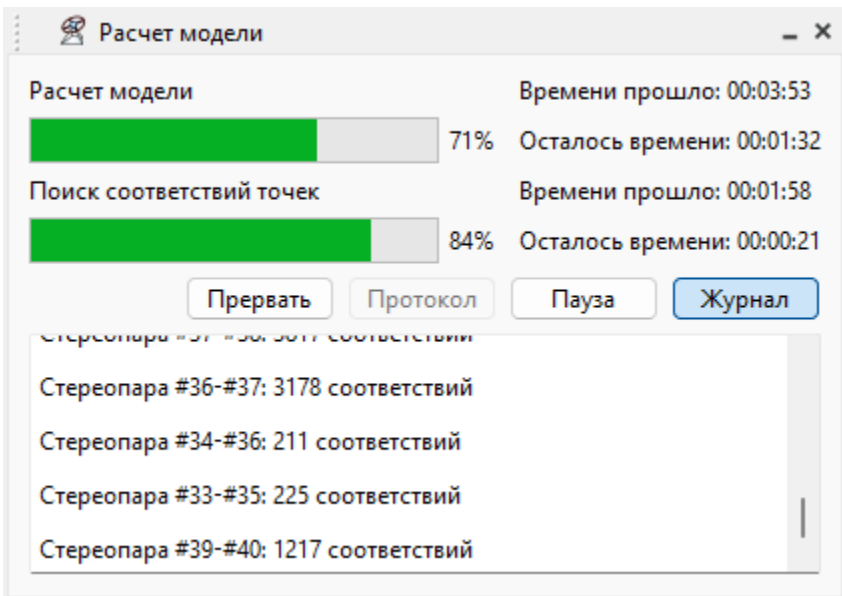 Расчет модели
Расчет модели Времени прошло: 00:03:53
71% Осталось времени: 00:01:32
Поиск соответствий точек Времени прошло: 00:01:58
84% Осталось времени: 00:00:21
Прервать Протокол Пауза Журнал
Стереопара соответствий
Стереопара #36-#37: 3178 соответствий
Стереопара #34-#36: 211 соответствий
Стереопара #33-#35: 225 соответствий
Стереопара #39-#40: 1217 соответствий